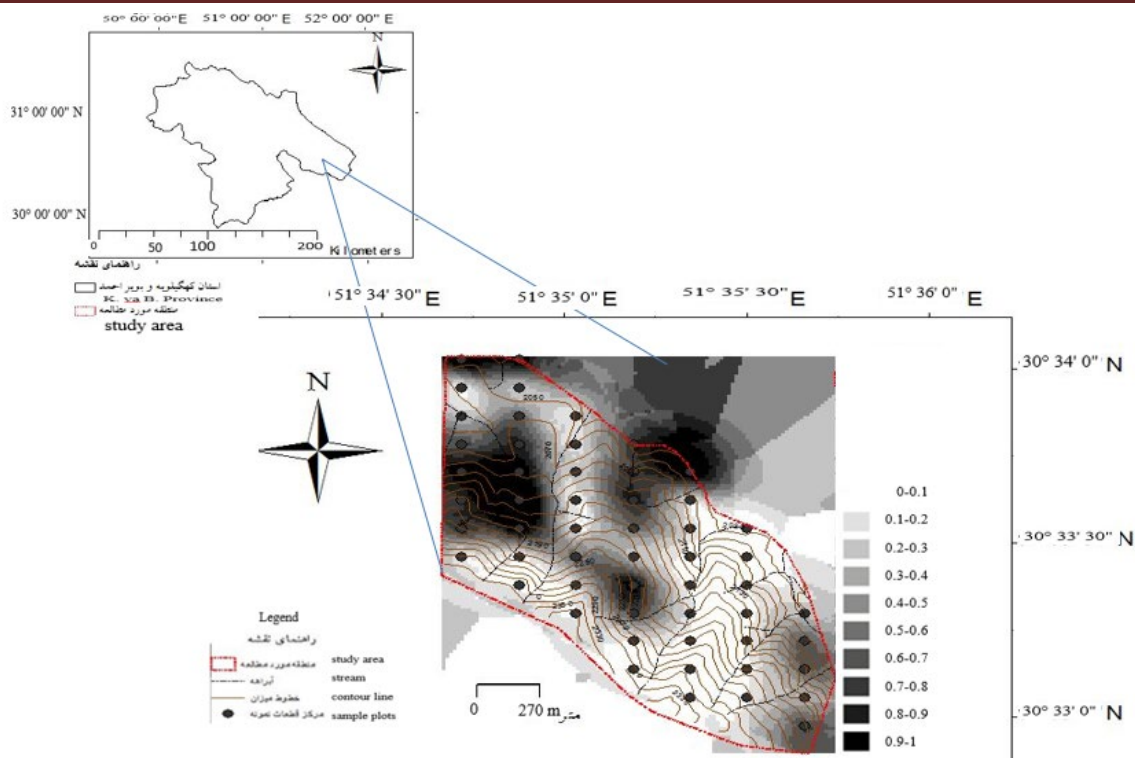 50° 00' 00"E 51° 00' 00"E 52° 00' 00"E
N
31° 00' 00" N
30° 00' 00" N
0 50 100 200
Kilometers
راهنمای نقشه
استان کهگیلویه و بویر احمد
K. va B. Province
منطقه مورد مطالعه
study area
51° 34' 30" E 51° 35' 0" E 51° 35' 30" E 51° 36' 0" E
30° 34' 0" N
N
2050
2070
0-0.1
0.1-0.2
0.2-0.3
0.3-0.4
0.4-0.5
0.5-0.6
0.6-0.7
0.7-0.8
0.8-0.9
0.9-1
30° 33' 30" N
30° 33' 0" N
Legend
راهنمای نقشه
منطقه مورد مطالعه study area
آبراهه stream
خطوط میزان contour line
مرکز قطعات نمونه sample plots
0 270 m متر